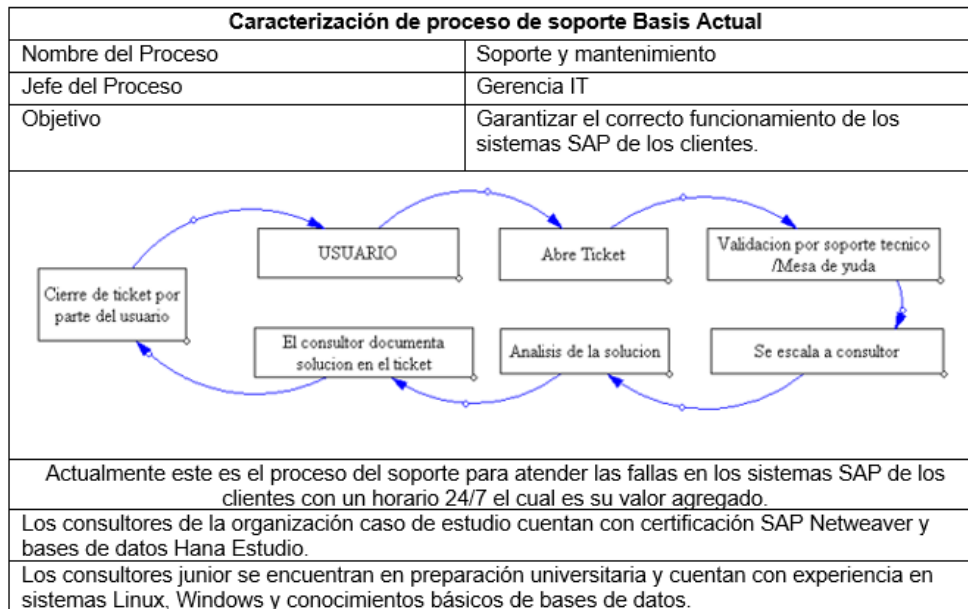 Caracterización de proceso de soporte Basis Actual
Nombre del Proceso
Soporte y mantenimiento
Jefe del Proceso
Gerencia IT
Objetivo
Garantizar el correcto funcionamiento de los
sistemas SAP de los clientes.
USUARIO
Abre Ticket
Validacion por soporte tecnico
/Mesa de yuda
Se escala a consultor
Analisis de la solucion
El consultor documenta
solucion en el ticket
Cierre de ticket por
parte del usuario
Actualmente este es el proceso del soporte para atender las fallas en los sistemas SAP de los
clientes con un horario 24/7 el cual es su valor agregado.
Los consultores de la organización caso de estudio cuentan con certificación SAP Netweaver y
bases de datos Hana Estudio.
Los consultores junior se encuentran en preparación universitaria y cuentan con experiencia en
sistemas Linux, Windows y conocimientos básicos de bases de datos.